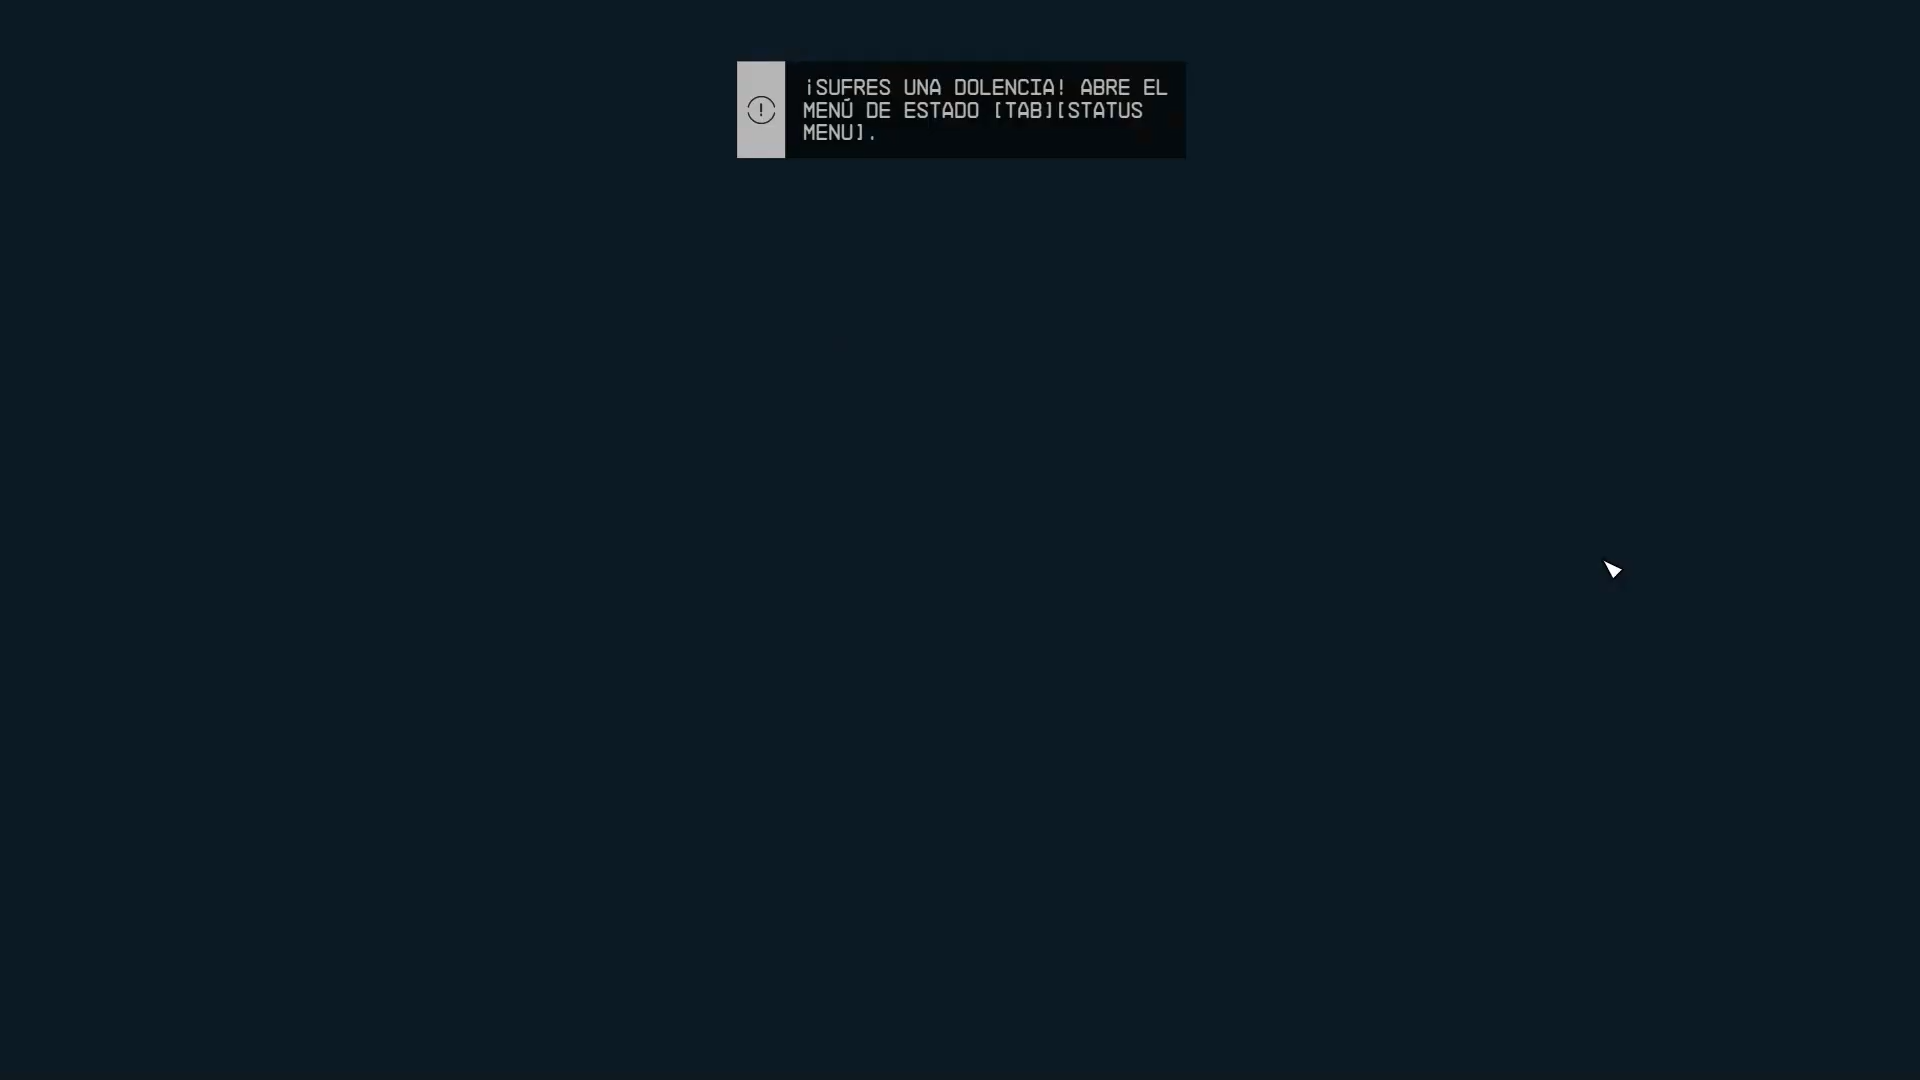 ¡SUFRES UNA DOLENCIA! ABRE EL
MENÚ DE ESTADO [TAB][STATUS
MENU].